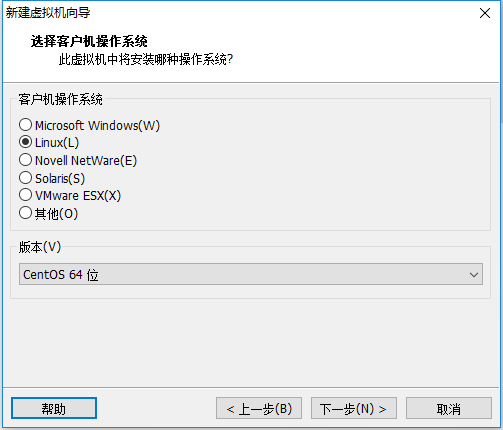 新建虚拟机向导
选择客户机操作系统
此虚拟机中将安装哪种操作系统?
客户机操作系统
Microsoft Windows(W)
Linux(L)
Novell NetWare(E)
Solaris(S)
VMware ESX(X)
其他(O)
版本(V)
CentOS 64 位
帮助
< 上一步(B)
下一步(N) >
取消